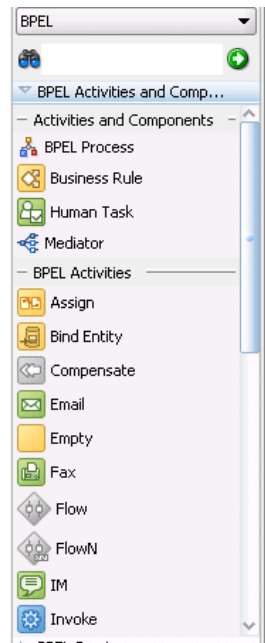 BPEL
BPEL Activities and Comp...
Activities and Components
BPEL Process
Business Rule
Human Task
Mediator
BPEL Activities
Assign
Bind Entity
Compensate
Email
Empty
Fax
Flow
FlowN
IM
Invoke